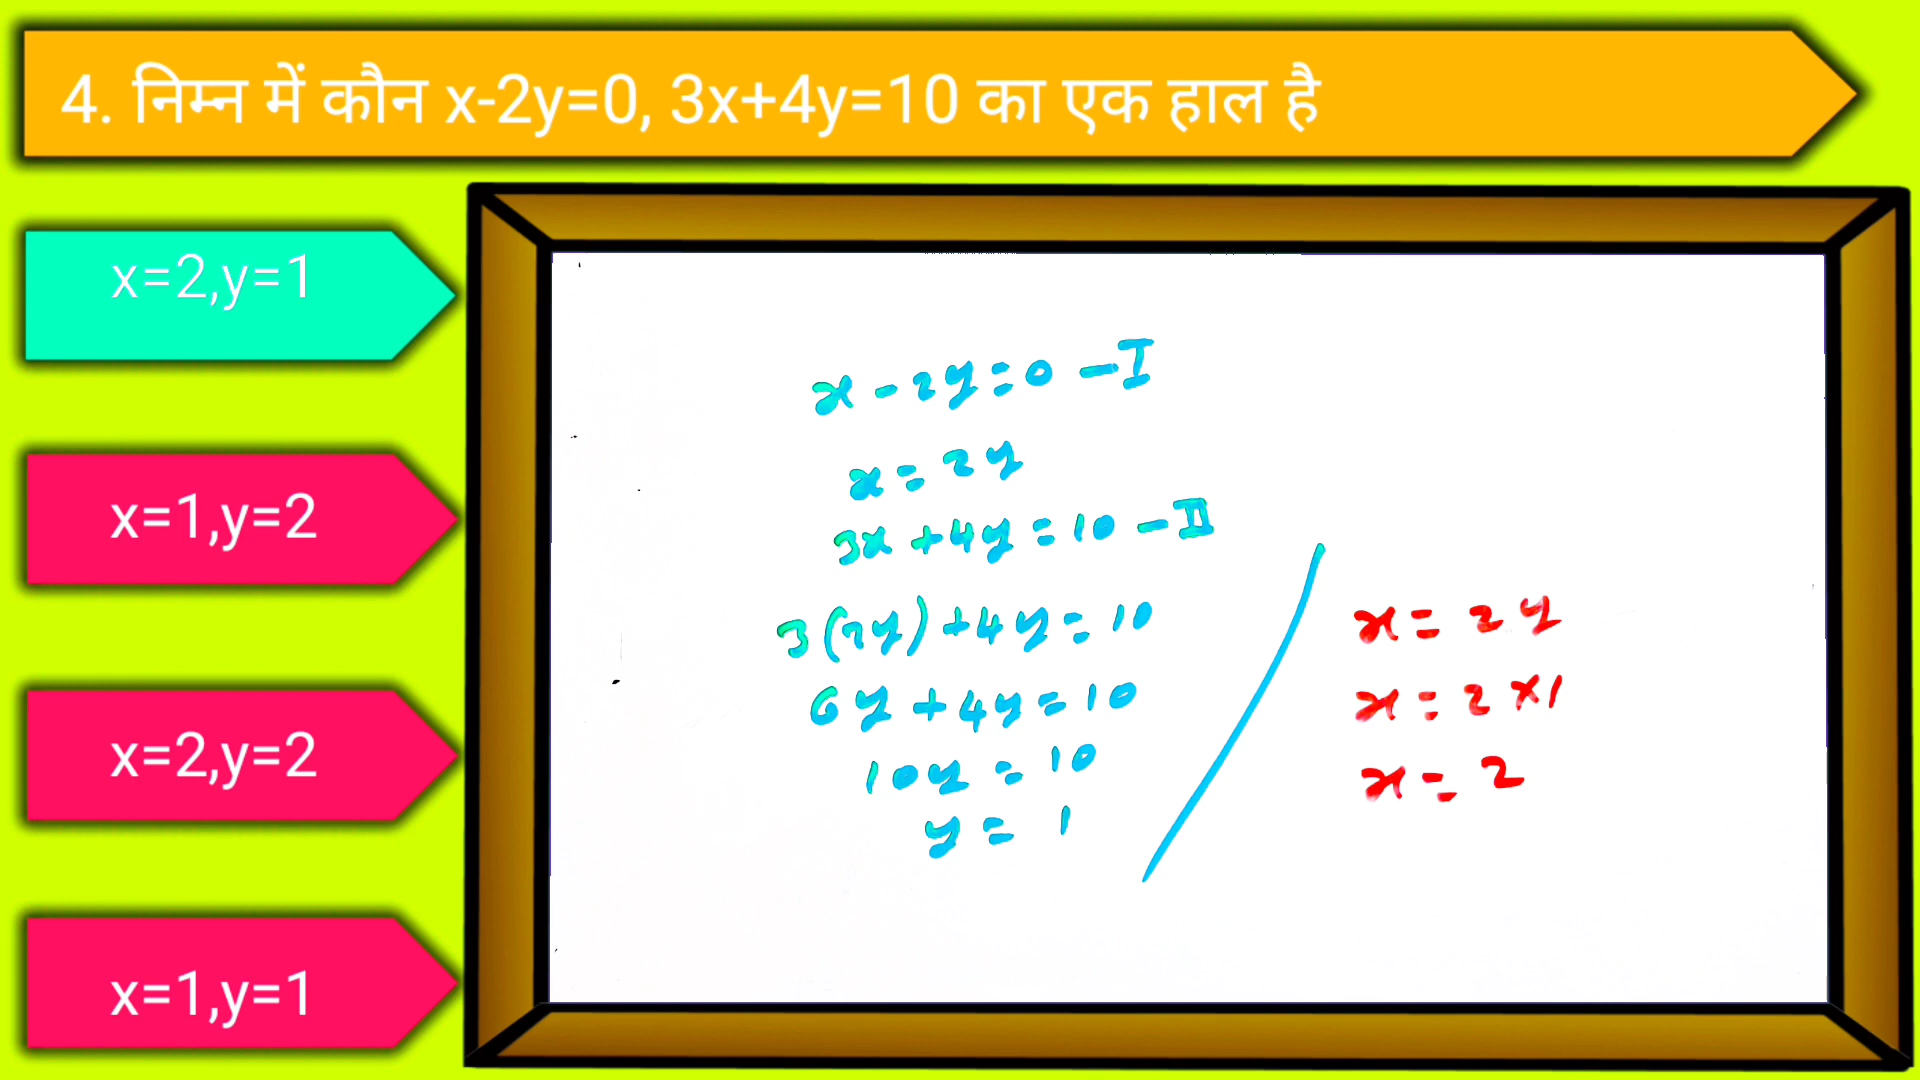 4. निम्न में कौन x-2y=0, 3x+4y=10 का एक हाल है
x=2,y=1
x=1,y=2
x=2,y=2
x=1,y=1
x - 2y = 0 - I
x = 2y
3x + 4y = 10 - II
3(2y) + 4y = 10
6y + 4y = 10
10y = 10
y = 1
x = 2y
x = 2×1
x = 2